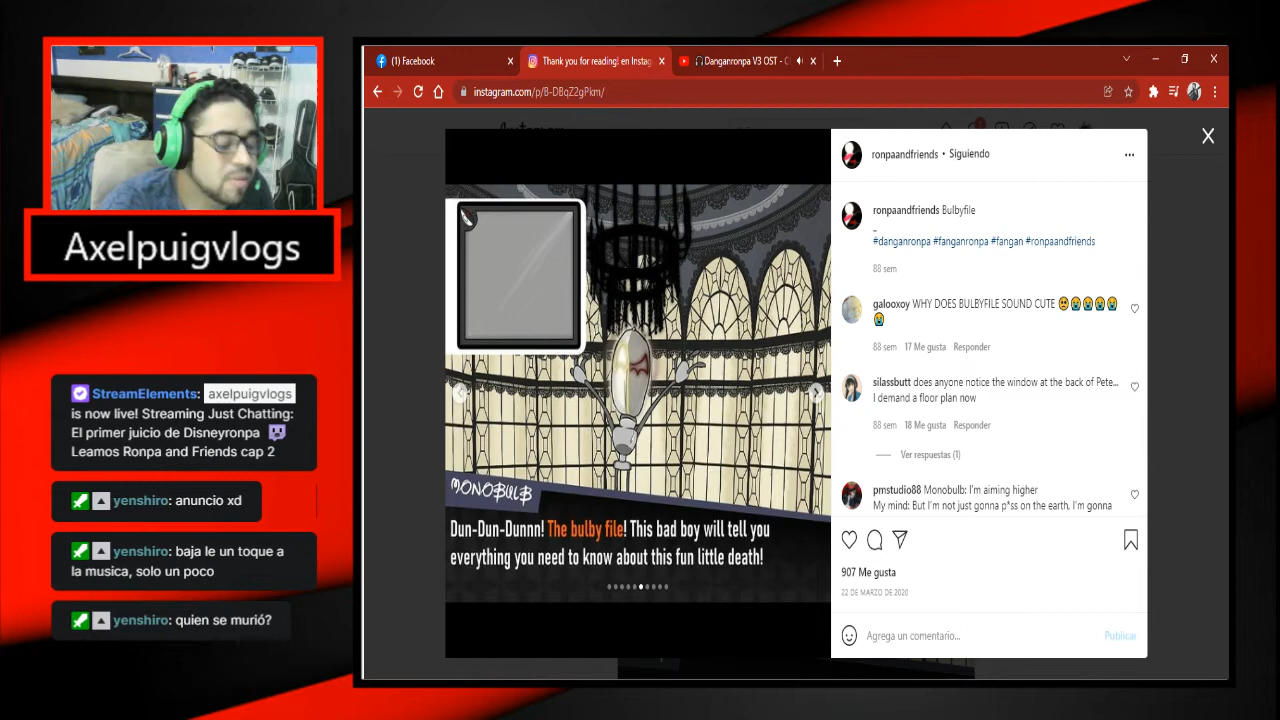 Axelpuigvlogs
StreamElements: axelpuigvlogs
is now live! Streaming Just Chatting:
El primer juicio de Disneyronpa
Leamos Ronpa and Friends cap 2
yenshiro: anuncio xd
yenshiro: baja le un toque a
la musica, solo un poco
yenshiro: quien se murió?
(1) Facebook
Thank you for reading! en Instag
Danganronpa V3 OST - C
instagram.com/p/B-DBqZ2gPkm/
MONOBULB
Dun-Dun-Dunnn! The bulby file! This bad boy will tell you
everything you need to know about this fun little death!
ronpaandfriends • Siguiendo
ronpaandfriends Bulbyfile
_
#danganronpa #fanganronpa #fangan #ronpaandfriends
88 sem
galooxoy WHY DOES BULBYFILE SOUND CUTE 🥺😭😭😭😭
😭
88 sem 17 Me gusta Responder
silassbutt does anyone notice the window at the back of Pete...
I demand a floor plan now
88 sem 18 Me gusta Responder
Ver respuestas (1)
pmstudio88 Monobulb: I'm aiming higher
My mind: But I'm not just gonna p*ss on the earth, I'm gonna
907 Me gusta
22 DE MARZO DE 2020
Agrega un comentario...
Publicar